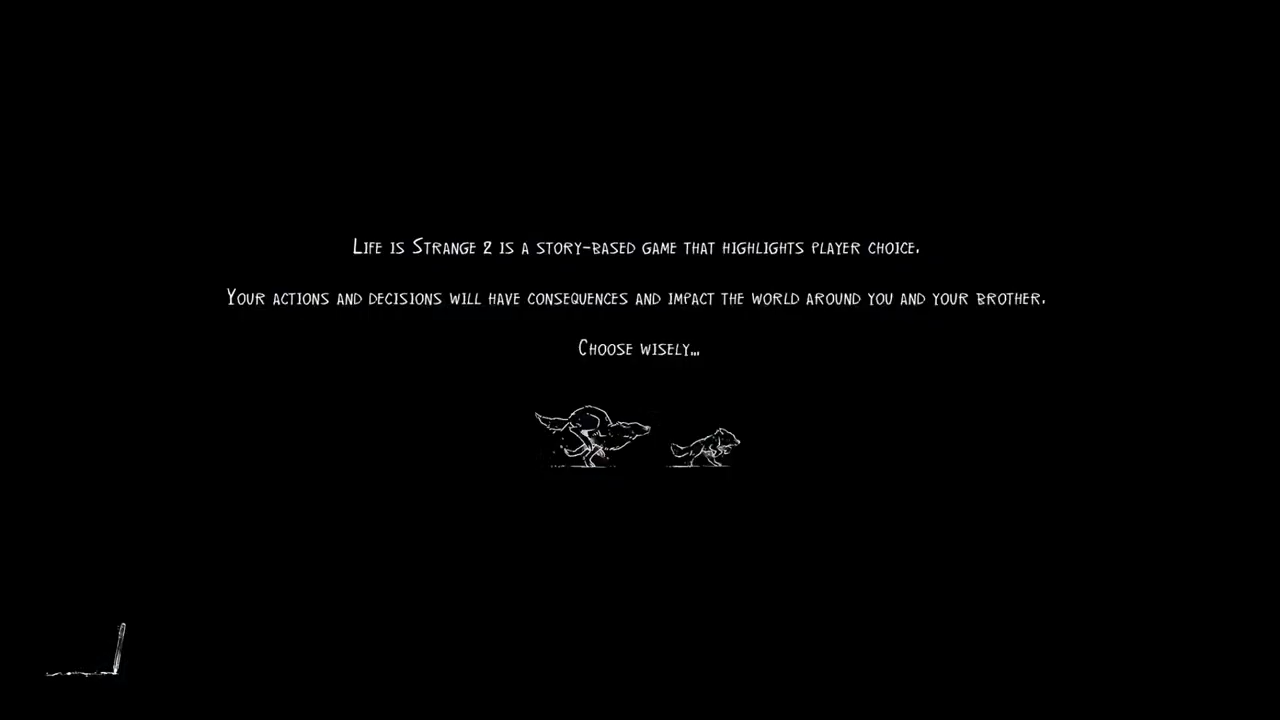 Life is Strange 2 is a story-based game that highlights player choice.
Your actions and decisions will have consequences and impact the world around you and your brother.
Choose wisely...